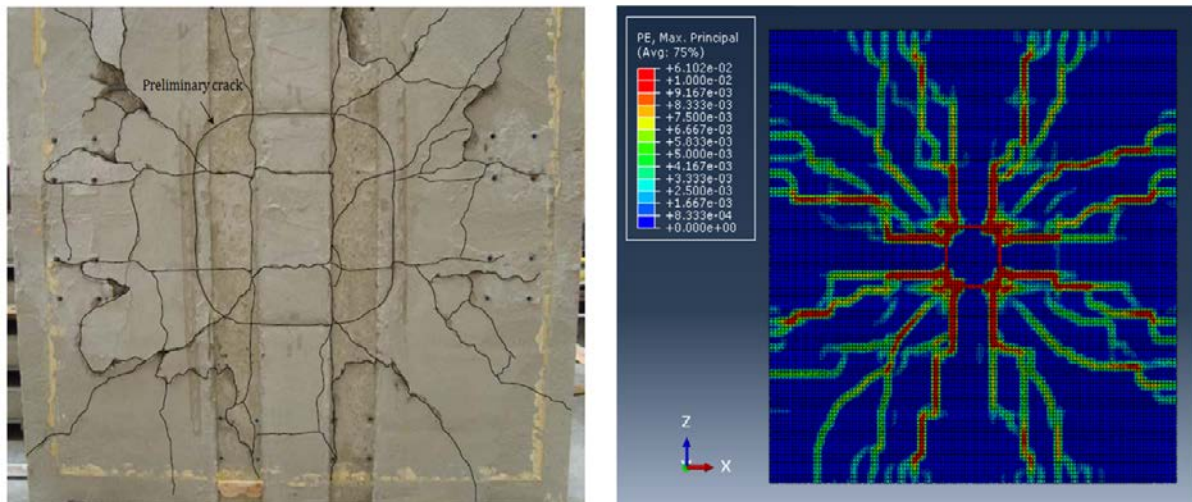 Preliminary crack
PE, Max. Principal
(Avg: 75%)
+6.102e-02
+1.000e-02
+9.167e-03
+8.333e-03
+7.500e-03
+6.667e-03
+5.833e-03
+5.000e-03
+4.167e-03
+3.333e-03
+2.500e-03
+1.667e-03
+8.333e-04
+0.000e+00
Z
X